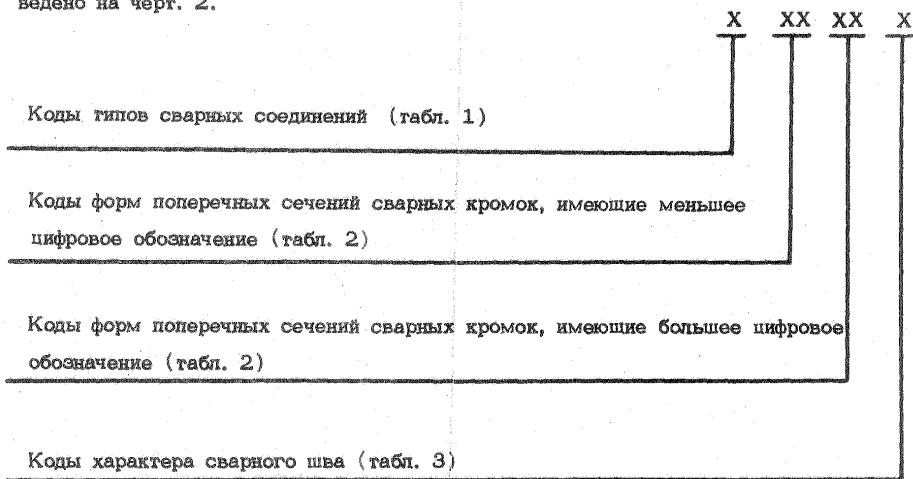 ведено на черт. 2.
Х ХХ ХХ Х
Коды типов сварных соединений (табл. 1)
Коды форм поперечных сечений сварных кромок, имеющие меньшее
цифровое обозначение (табл. 2)
Коды форм поперечных сечений сварных кромок, имеющие большее цифровое
обозначение (табл. 2)
Коды характера сварного шва (табл. 3)